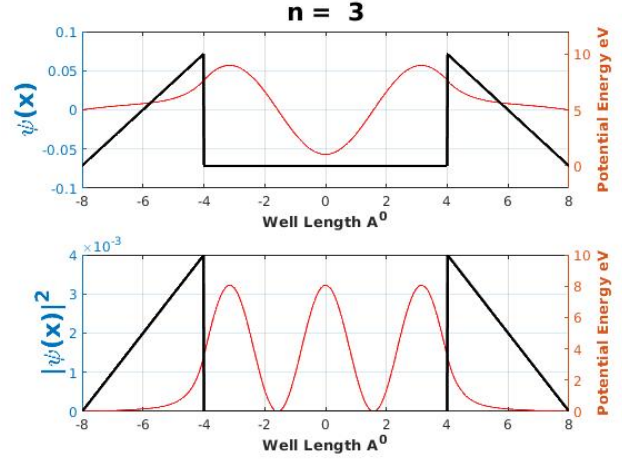 n = 3
0.1
0.05
0
-0.05
-0.1
ψ(x)
10
5
0
Potential Energy eV
-8 -6 -4 -2 0 2 4 6 8
Well Length A⁰
×10⁻³
4
3
2
1
0
|ψ(x)|²
10
8
6
4
2
0
Potential Energy eV
-8 -6 -4 -2 0 2 4 6 8
Well Length A⁰